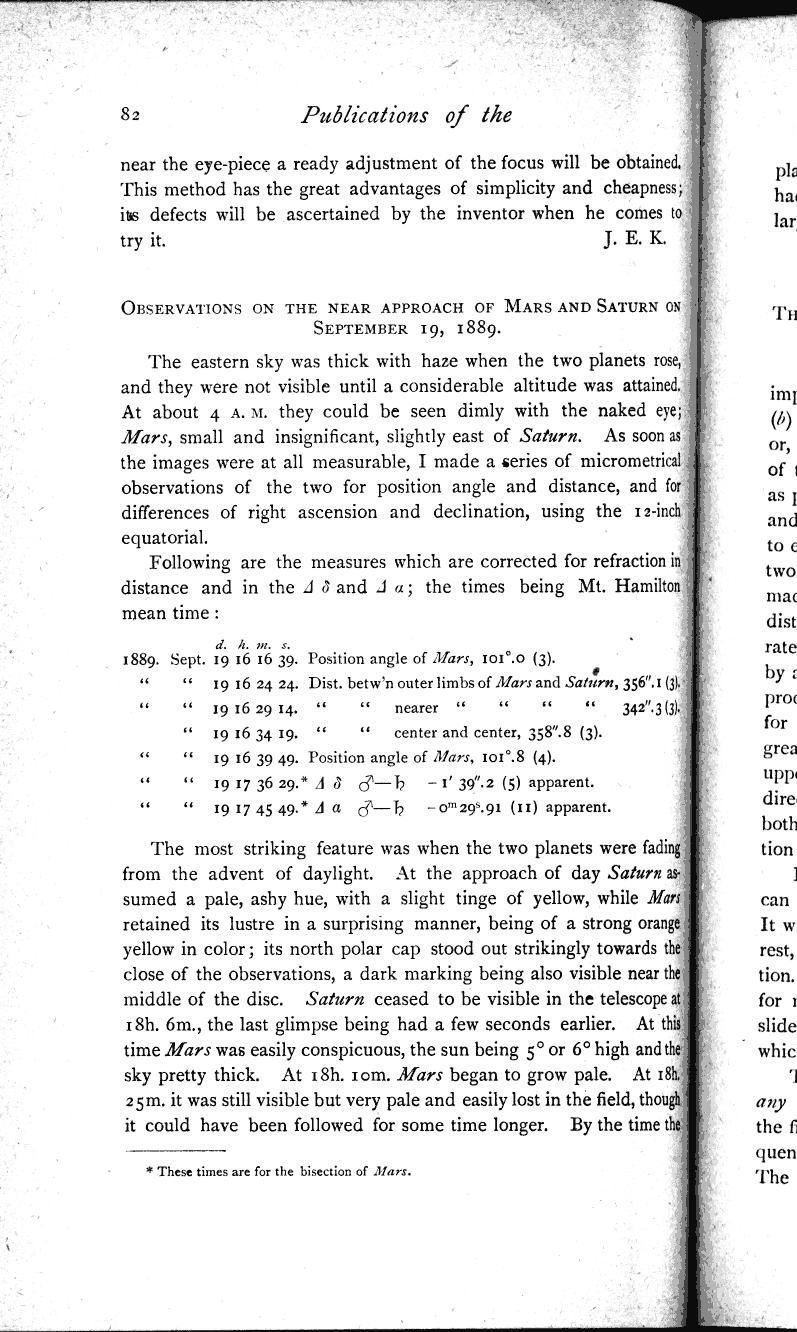 82 Publications of the
near the eye-piece a ready adjustment of the focus will be obtained.
This method has the great advantages of simplicity and cheapness;
its defects will be ascertained by the inventor when he comes to
try it. J. E. K.
OBSERVATIONS ON THE NEAR APPROACH OF MARS AND SATURN ON
SEPTEMBER 19, 1889.
The eastern sky was thick with haze when the two planets rose,
and they were not visible until a considerable altitude was attained.
At about 4 A. M. they could be seen dimly with the naked eye;
Mars, small and insignificant, slightly east of Saturn. As soon as
the images were at all measurable, I made a series of micrometrical
observations of the two for position angle and distance, and for
differences of right ascension and declination, using the 12-inch
equatorial.
Following are the measures which are corrected for refraction in
distance and in the Δ δ and Δ α; the times being Mt. Hamilton
mean time :
d. h. m. s.
1889. Sept. 19 16 16 39. Position angle of Mars, 101°.0 (3).
“ “ 19 16 24 24. Dist. betw'n outer limbs of Mars and Saturn, 356″.1 (3).
“ “ 19 16 29 14. “ “ nearer “ “ “ “ 342″.3 (3).
“ 19 16 34 19. “ “ center and center, 358″.8 (3).
“ “ 19 16 39 49. Position angle of Mars, 101°.8 (4).
“ “ 19 17 36 29.* Δ δ ♂—♄ - 1′ 39″.2 (5) apparent.
“ “ 19 17 45 49.* Δ α ♂—♄ - 0m 29s.91 (11) apparent.
The most striking feature was when the two planets were fading
from the advent of daylight. At the approach of day Saturn as-
sumed a pale, ashy hue, with a slight tinge of yellow, while Mars
retained its lustre in a surprising manner, being of a strong orange
yellow in color; its north polar cap stood out strikingly towards the
close of the observations, a dark marking being also visible near the
middle of the disc. Saturn ceased to be visible in the telescope at
18h. 6m., the last glimpse being had a few seconds earlier. At this
time Mars was easily conspicuous, the sun being 5° or 6° high and the
sky pretty thick. At 18h. 10m. Mars began to grow pale. At 18h.
25m. it was still visible but very pale and easily lost in the field, though
it could have been followed for some time longer. By the time the
* These times are for the bisection of Mars.
(b)
or,
of
as
and
to
two
by
for
both
can
It w
rest,
tion.
for
slide
any
the
The